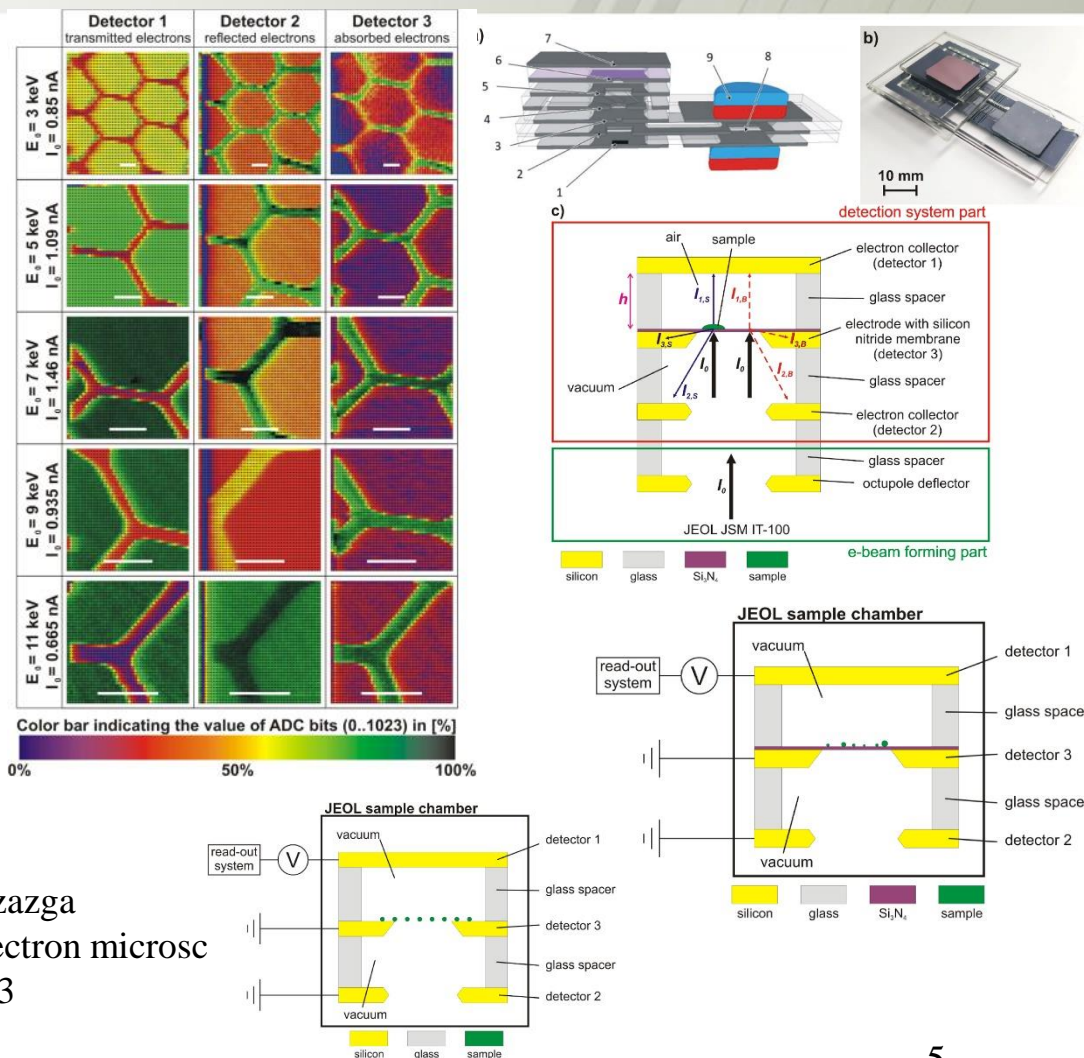 Detector 1
transmitted electrons
Detector 2
reflected electrons
Detector 3
absorbed electrons
E₀= 3 keV
I₀= 0.85 nA
E₀= 5 keV
I₀= 1.09 nA
E₀= 7 keV
I₀= 1.46 nA
E₀= 9 keV
I₀= 0.935 nA
E₀= 11 keV
I₀= 0.665 nA
Color bar indicating the value of ADC bits (0..1023) in [%]
0%
50%
100%
7
6
5
4
3
2
1
9
8
b)
10 mm
c)
detection system part
air
sample
electron collector
(detector 1)
h
I1,S
I1,B
glass spacer
electrode with silicon
nitride membrane
(detector 3)
I3,S
I3,B
I₀
I₀
vacuum
I2,S
I2,B
glass spacer
electron collector
(detector 2)
glass spacer
I₀
octupole deflector
JEOL JSM IT-100
e-beam forming part
silicon
glass
Si₃N₄
sample
JEOL sample chamber
vacuum
read-out
system
V
detector 1
glass space
detector 3
glass space
vacuum
detector 2
silicon
glass
Si₃N₄
sample
JEOL sample chamber
vacuum
read-out
system
V
detector 1
glass spacer
detector 3
glass spacer
vacuum
detector 2
silicon
glass
sample
zazga
ectron microsc
3
5